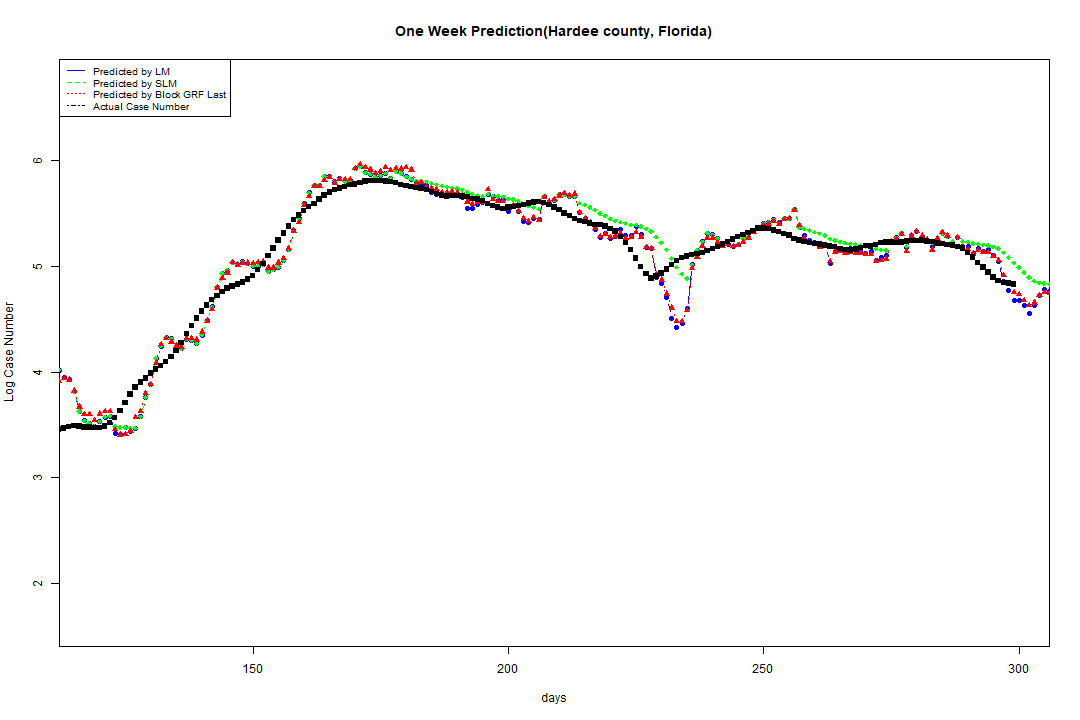 One Week Prediction(Hardee county, Florida)
Predicted by LM
Predicted by SLM
Predicted by Block GRF Last
Actual Case Number
6
5
4
3
2
Log Case Number
150 200 250 300
days